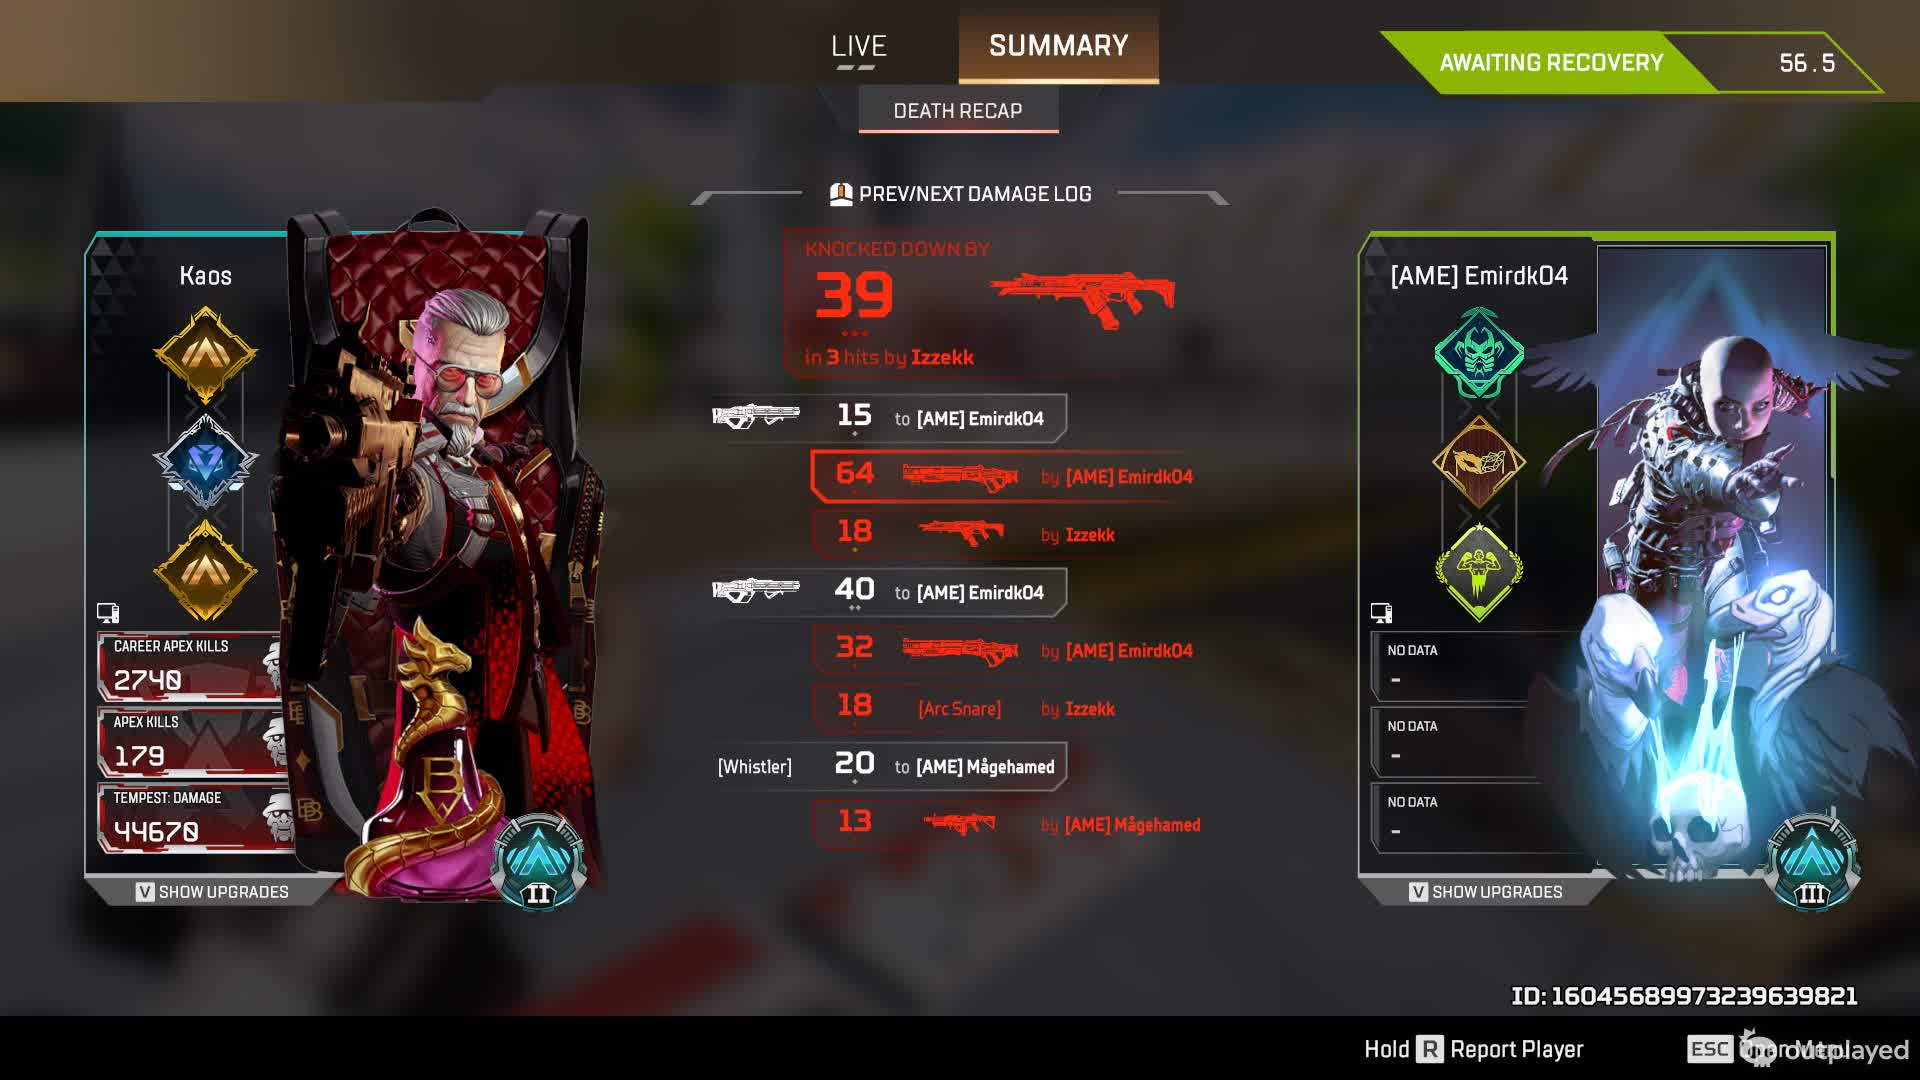 LIVE
SUMMARY
AWAITING RECOVERY 56.5
DEATH RECAP
PREV/NEXT DAMAGE LOG
Kaos
CAREER APEX KILLS
2740
APEX KILLS
179
TEMPEST: DAMAGE
44670
V SHOW UPGRADES
II
KNOCKED DOWN BY
39
in 3 hits by Izzekk
15 to [AME] Emirdk04
64 by [AME] Emirdk04
18 by Izzekk
40 to [AME] Emirdk04
32 by [AME] Emirdk04
18 [Arc Snare] by Izzekk
[Whistler] 20 to [AME] Mågehamed
13 by [AME] Mågehamed
[AME] Emirdk04
NO DATA
-
NO DATA
-
NO DATA
-
V SHOW UPGRADES
III
ID: 16045689973239639821
Hold R Report Player
ESC Open Menu
outplayed